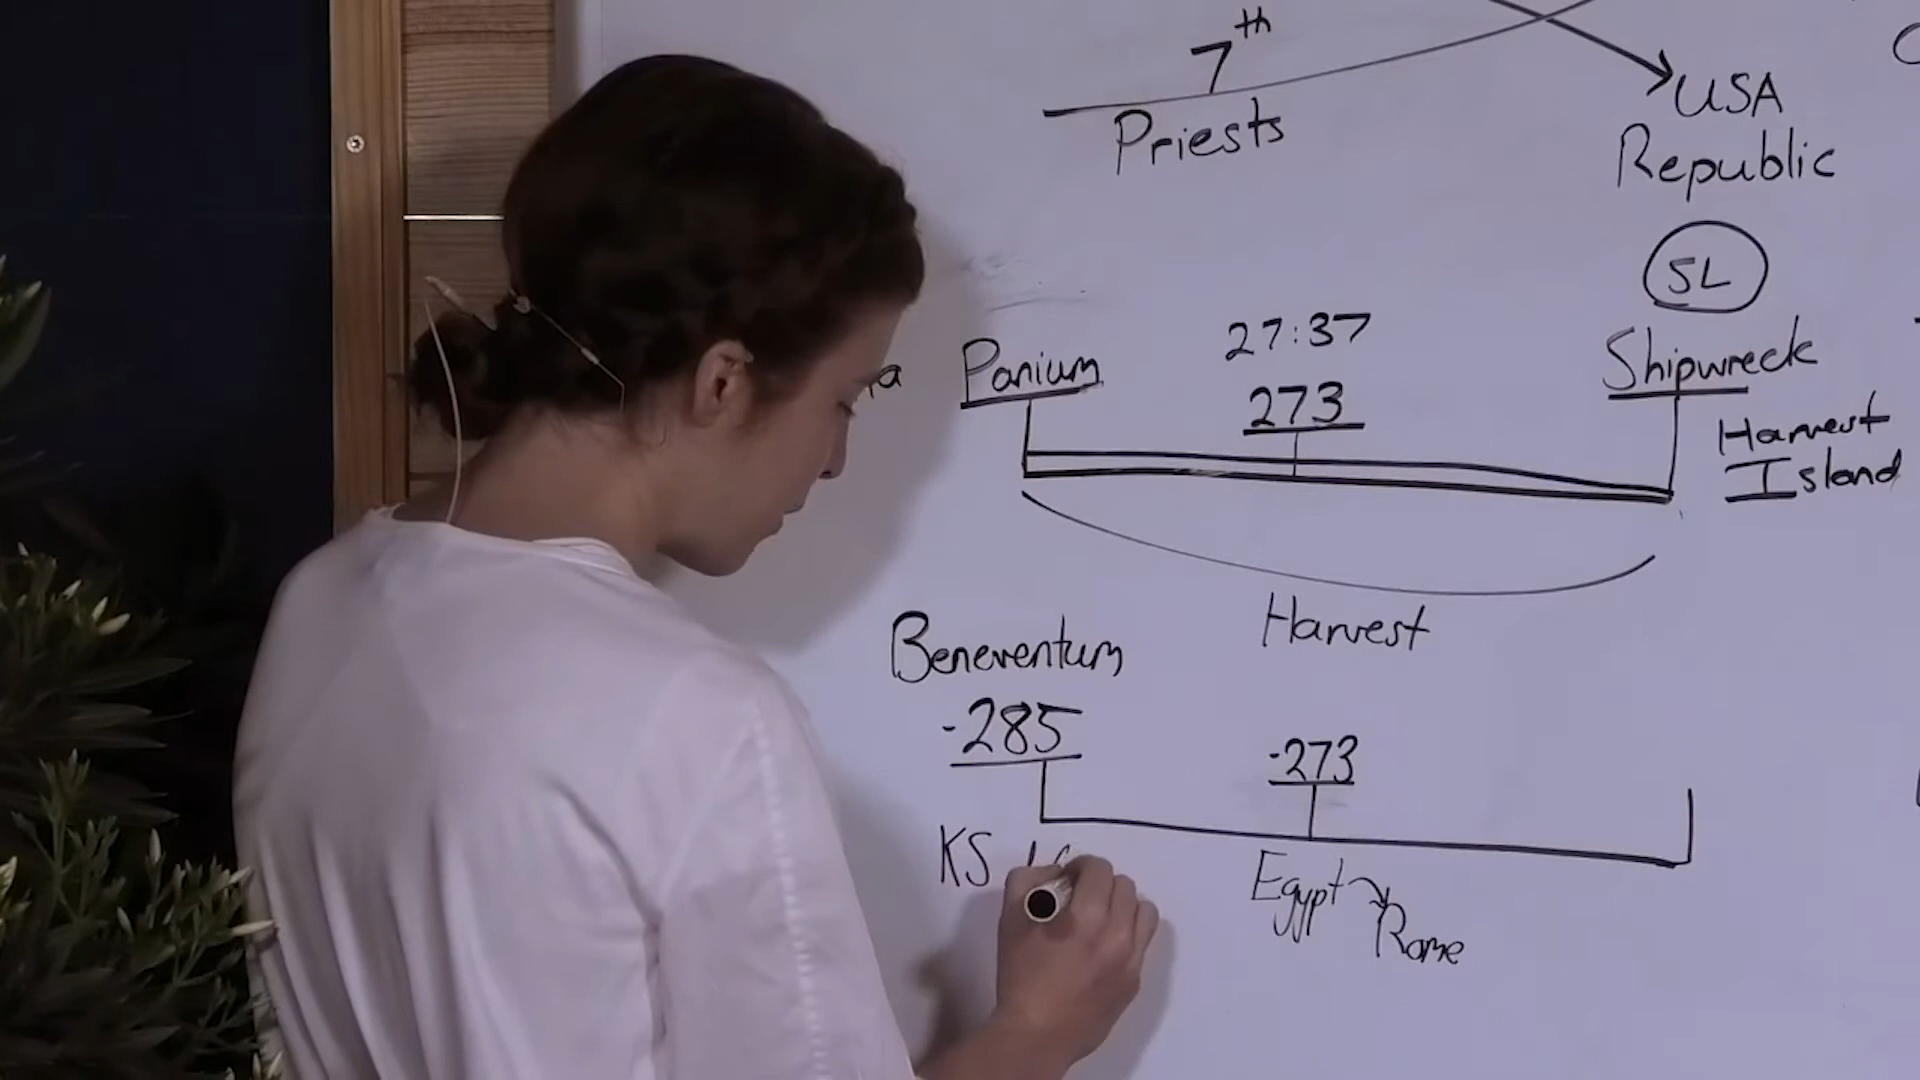 7th
Priests
USA
Republic
SL
Panium
27:37
273
Shipwreck
Harvest
Island
Harvest
Beneventum
-285
-273
KS
Egypt
Rome